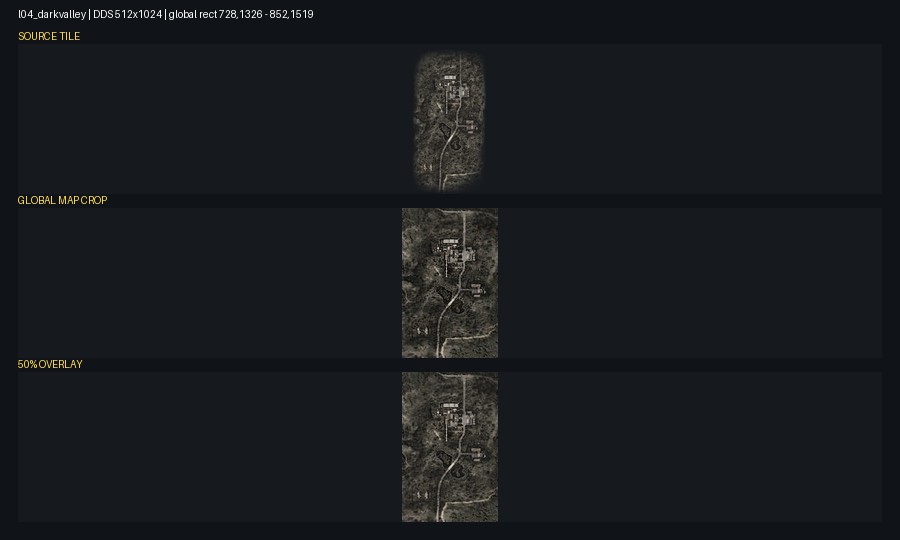 l04_darkvalley | DDS 512x1024 | global rect 728,1326 - 852,1519
SOURCE TILE
GLOBAL MAP CROP
50% OVERLAY